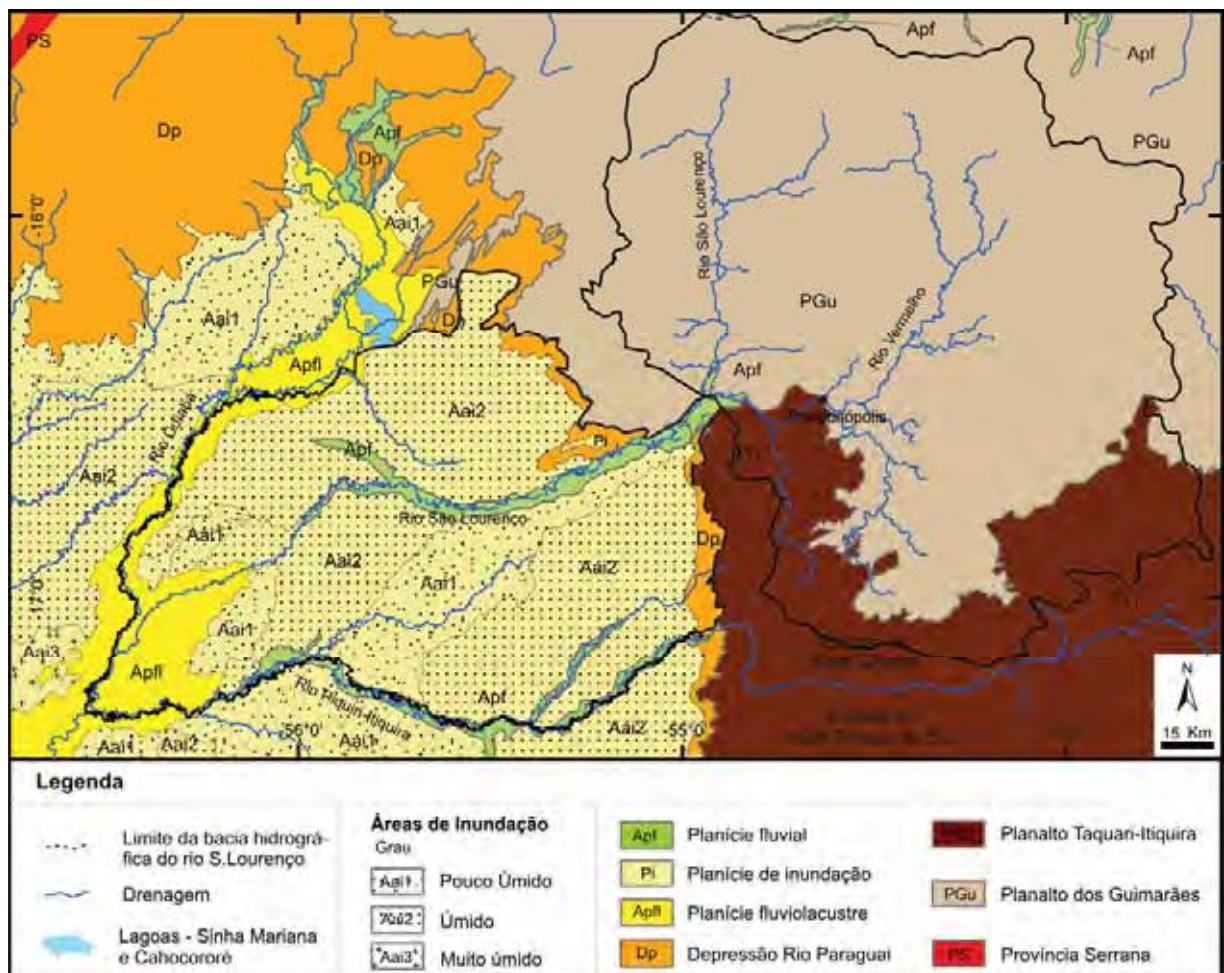 PS
Apf
Apf
Dp
Apf
Dp
PGu
-16°0'
Aai1
Rio São Lourenço
PGu
PGu
Aai1
D
Rio Vermelho
Apfl
Apf
Rio Cuiabá
Aai2
Pi
Apf
Aai2
Rio São Lourenço
Aai1
Dp
Aai2
Aai1
Aai2
-17°0'
Aai1
Aai3
Apfl
Rio Piquiri-Itiquira
Apf
-56°0'
-55°0'
Aai2
Aai1
Aai2
Aai1
N
15 Km
Legenda
Limite da bacia hidrográ-
fica do rio S.Lourenço
Drenagem
Lagoas - Sinha Mariana
e Cahocororé
Áreas de Inundação
Grau
Aai1 Pouco Úmido
Aai2 Úmido
Aai3 Muito úmido
Apf Planície fluvial
Pi Planície de inundação
Apfl Planície fluviolacustre
Dp Depressão Rio Paraguai
Planalto Taquari-Itiquira
PGu Planalto dos Guimarães
PS Província Serrana